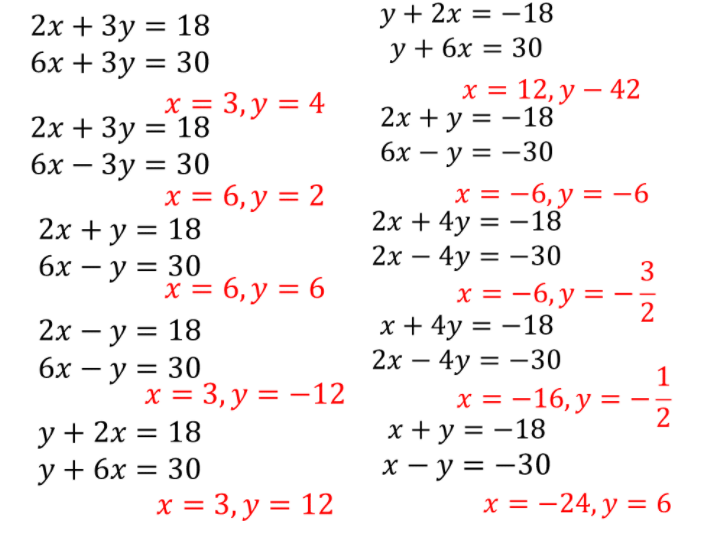 2x + 3y = 18
6x + 3y = 30
x = 3, y = 4
2x + 3y = 18
6x − 3y = 30
x = 6, y = 2
2x + y = 18
6x − y = 30
x = 6, y = 6
2x − y = 18
6x − y = 30
x = 3, y = −12
y + 2x = 18
y + 6x = 30
x = 3, y = 12
y + 2x = −18
y + 6x = 30
x = 12, y − 42
2x + y = −18
6x − y = −30
x = −6, y = −6
2x + 4y = −18
2x − 4y = −30
x = −6, y = −3/2
x + 4y = −18
2x − 4y = −30
x = −16, y = −1/2
x + y = −18
x − y = −30
x = −24, y = 6